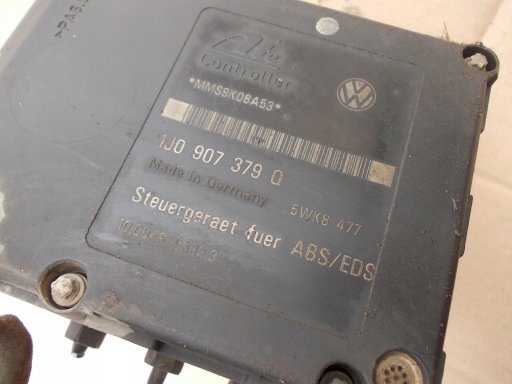 Controller
*MMS9K08A53*
1J0 907 379 Q
Made in Germany 5WK8 477
Steuergeraet fuer ABS/EDS